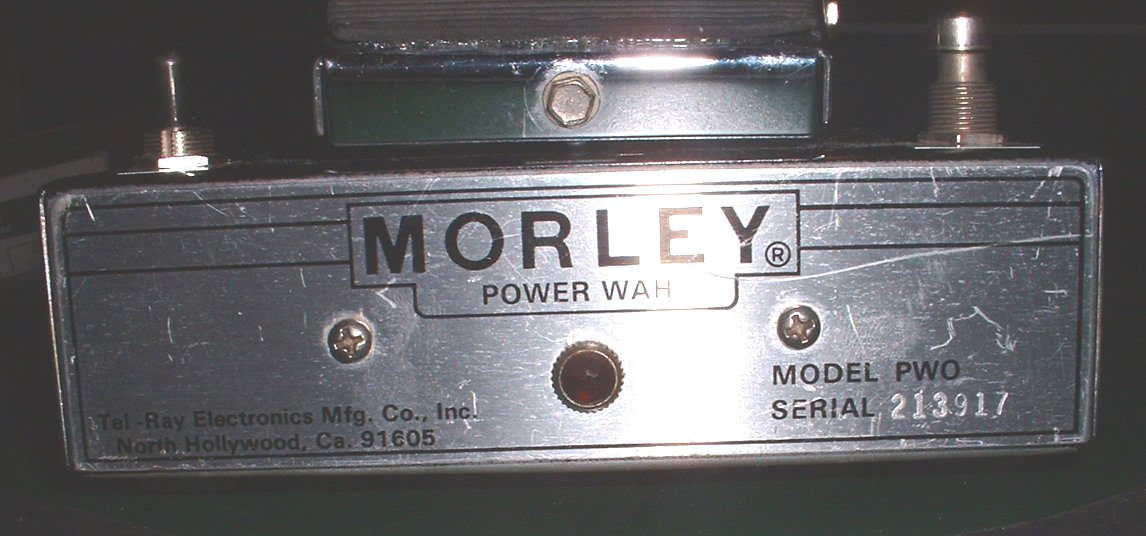 MORLEY®
POWER WAH
MODEL PWO
SERIAL 213917
Tel-Ray Electronics Mfg. Co., Inc.
North Hollywood, Ca. 91605